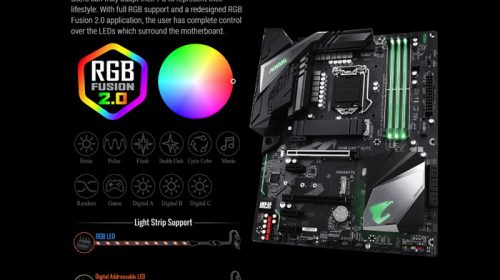 users can truly adapt their PC to represent their
lifestyle. With full RGB support and a redesigned RGB
Fusion 2.0 application, the user has complete control
over the LEDs which surround the motherboard.
RGB
FUSION
2.0
Static Pulse Flash Double Flash Cycle Color Music
Random Game Digital A Digital B Digital C
Light Strip Support
RGB LED
Digital Addressable LED
AORUS
GIGABYTE